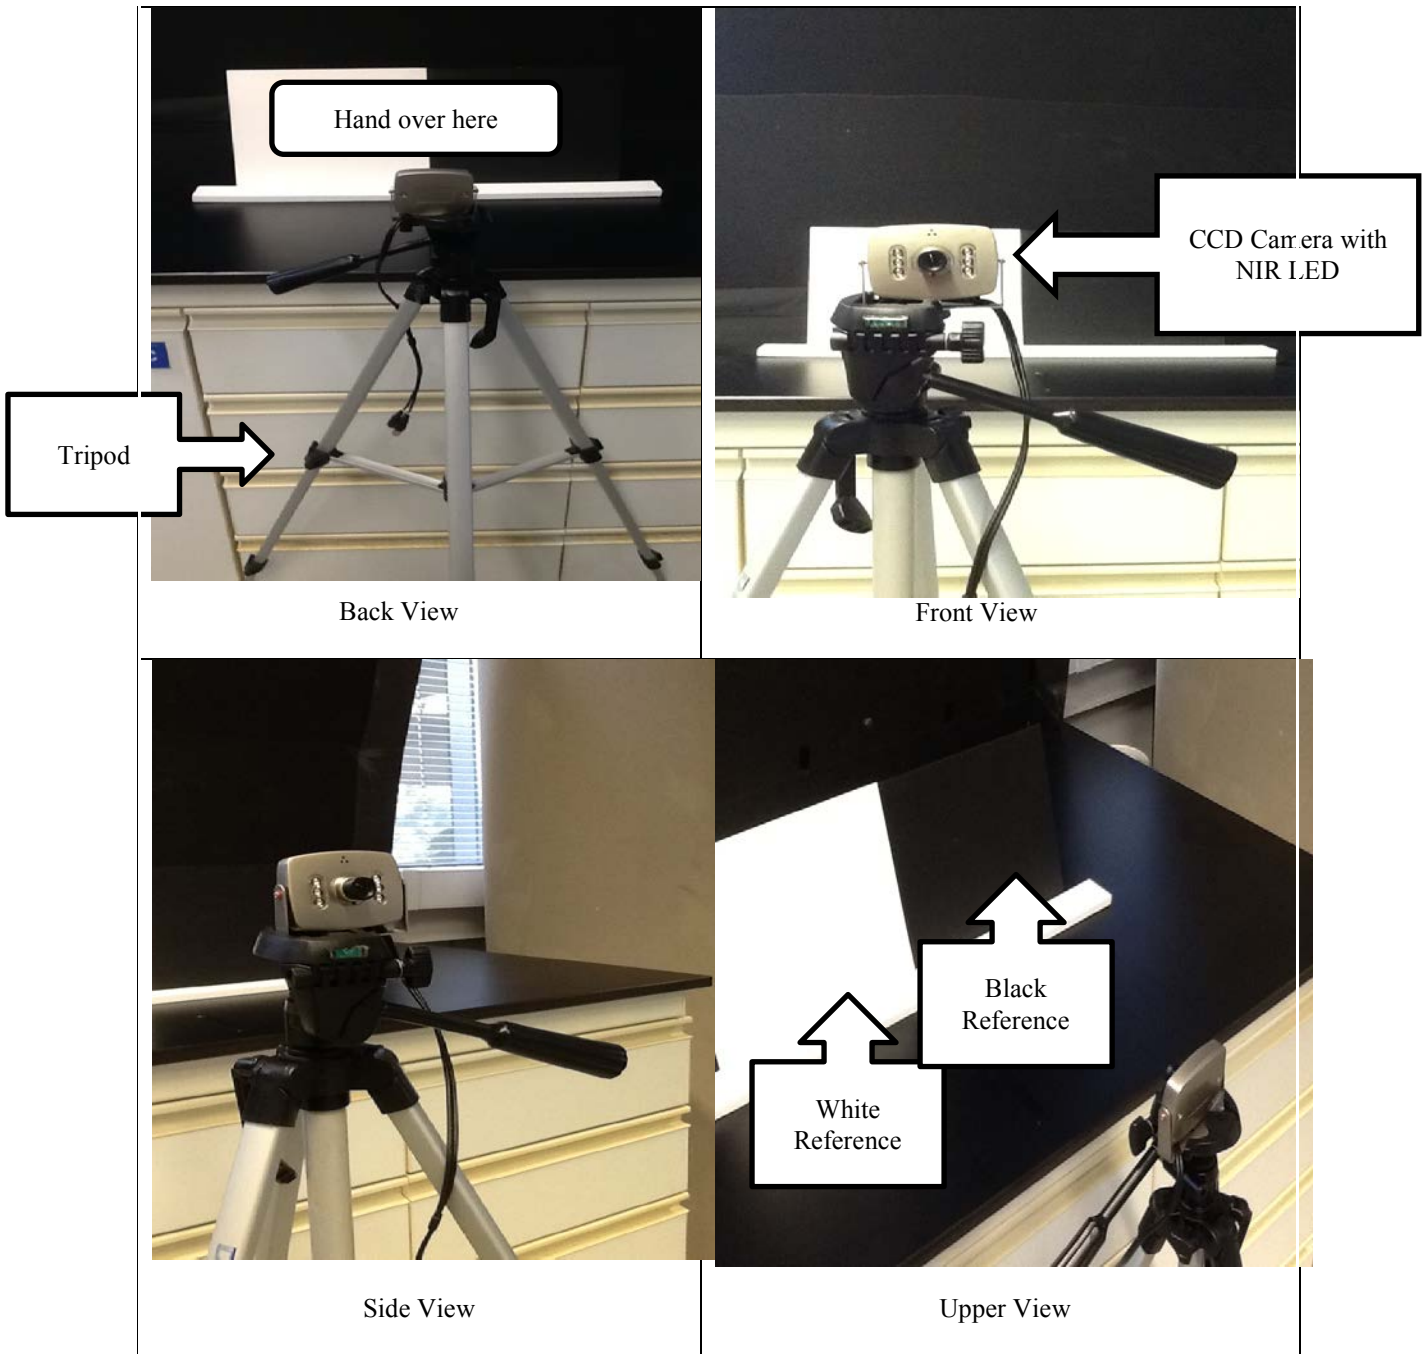 Hand over here
CCD Camera with
NIR LED
Tripod
Back View
Front View
Black
Reference
White
Reference
Side View
Upper View